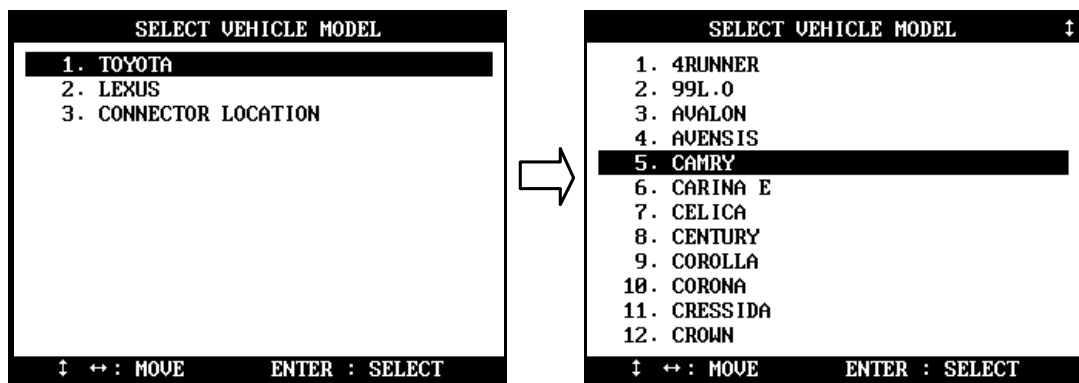 SELECT VEHICLE MODEL
1. TOYOTA
2. LEXUS
3. CONNECTOR LOCATION
↕ ↔ : MOVE ENTER : SELECT
SELECT VEHICLE MODEL ↕
1. 4RUNNER
2. 99L.0
3. AVALON
4. AVENSIS
5. CAMRY
6. CARINA E
7. CELICA
8. CENTURY
9. COROLLA
10. CORONA
11. CRESSIDA
12. CROWN
↕ ↔ : MOVE ENTER : SELECT